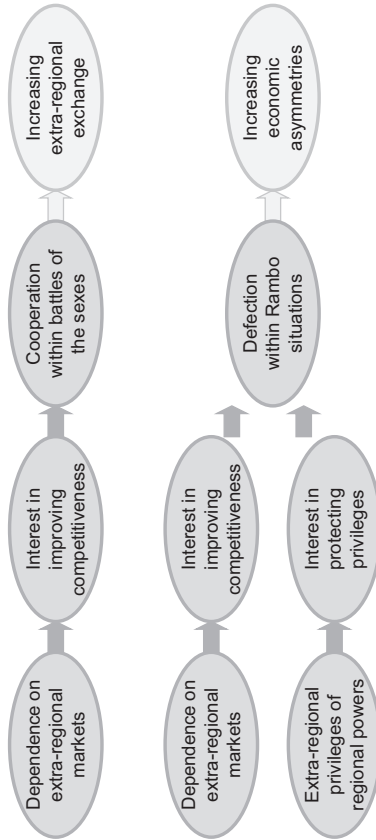 Dependence on
extra-regional
markets
Interest in
improving
competitiveness
Cooperation
within battles of
the sexes
Increasing
extra-regional
exchange
Dependence on
extra-regional
markets
Interest in
improving
competitiveness
Extra-regional
privileges of
regional powers
Interest in
protecting
privileges
Defection
within Rambo
situations
Increasing
economic
asymmetries